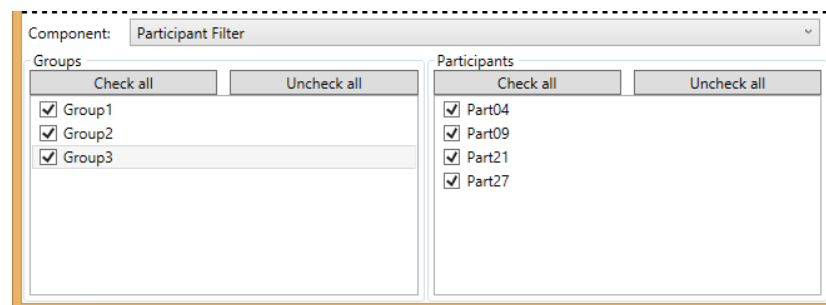 Component: Participant Filter
Groups
Check all Uncheck all
Group1
Group2
Group3
Participants
Check all Uncheck all
Part04
Part09
Part21
Part27